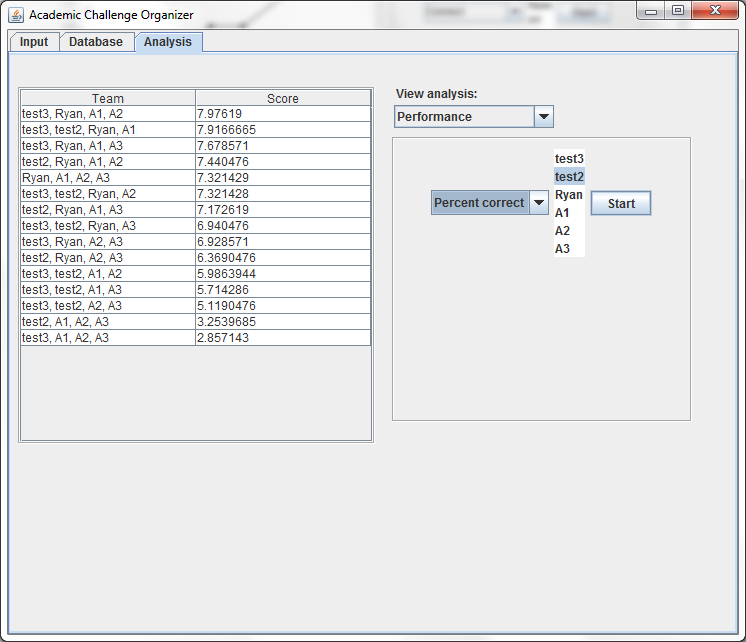 Academic Challenge Organizer
Input Database Analysis
Team Score
test3, Ryan, A1, A2 7.97619
test3, test2, Ryan, A1 7.9166665
test3, Ryan, A1, A3 7.678571
test2, Ryan, A1, A2 7.440476
Ryan, A1, A2, A3 7.321429
test3, test2, Ryan, A2 7.321428
test2, Ryan, A1, A3 7.172619
test3, test2, Ryan, A3 6.940476
test3, Ryan, A2, A3 6.928571
test2, Ryan, A2, A3 6.3690476
test3, test2, A1, A2 5.9863944
test3, test2, A1, A3 5.714286
test3, test2, A2, A3 5.1190476
test2, A1, A2, A3 3.2539685
test3, A1, A2, A3 2.857143
View analysis:
Performance
Percent correct
test3
test2
Ryan
A1
A2
A3
Start